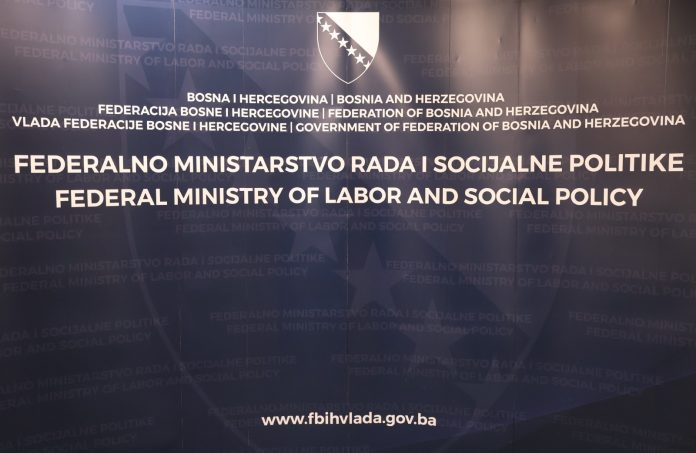 BOSNA I HERCEGOVINA | BOSNIA AND HERZEGOVINA
FEDERACIJA BOSNE I HERCEGOVINE | FEDERATION OF BOSNIA AND HERZEGOVINA
VLADA FEDERACIJE BOSNE I HERCEGOVINE | GOVERNMENT OF FEDERATION OF BOSNIA AND HERZEGOVINA
FEDERALNO MINISTARSTVO RADA I SOCIJALNE POLITIKE
FEDERAL MINISTRY OF LABOR AND SOCIAL POLICY
www.fbihvlada.gov.ba